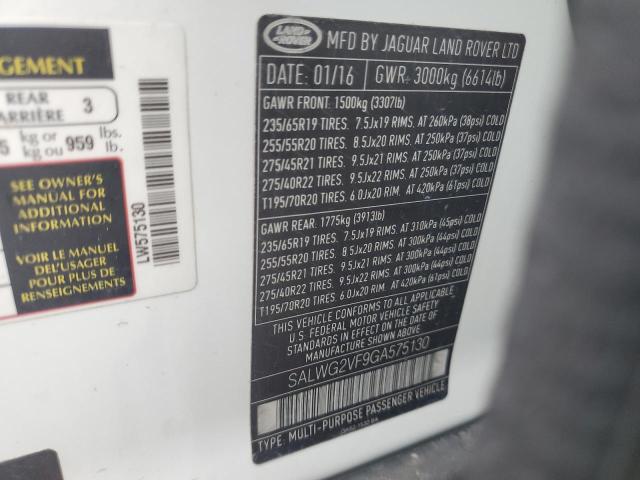 GEMENT
REAR
ARRIÈRE 3
5 kg or
kg ou 959 lbs.
lb.
SEE OWNER'S
MANUAL FOR
ADDITIONAL
INFORMATION
VOIR LE MANUEL
DE L'USAGER
POUR PLUS DE
RENSEIGNEMENTS
LW575130
LAND ROVER
MFD BY JAGUAR LAND ROVER LTD
DATE: 01/16 GWR: 3000kg (6614lb)
GAWR FRONT 1500kg (3307lb)
235/65R19 TIRES. 7.5Jx19 RIMS. AT 260kPa (38psi) COLD
255/55R20 TIRES. 8.5Jx20 RIMS. AT 250kPa (37psi) COLD
275/45R21 TIRES. 9.5Jx21 RIMS. AT 250kPa (37psi) COLD
275/40R22 TIRES. 9.5Jx22 RIMS. AT 250kPa (37psi) COLD
T195/70R20 TIRES. 6.0Jx20 RIM. AT 420kPa (61psi) COLD
GAWR REAR: 1775kg (3913lb)
235/65R19 TIRES. 7.5Jx19 RIMS. AT 310kPa (45psi) COLD
255/55R20 TIRES. 8.5Jx20 RIMS. AT 300kPa (44psi) COLD
275/45R21 TIRES. 9.5Jx21 RIMS. AT 300kPa (44psi) COLD
275/40R22 TIRES. 9.5Jx22 RIMS. AT 300kPa (44psi) COLD
T195/70R20 TIRES. 6.0Jx20 RIM. AT 420kPa (61psi) COLD
THIS VEHICLE CONFORMS TO ALL APPLICABLE
U.S. FEDERAL MOTOR VEHICLE SAFETY
STANDARDS IN EFFECT ON THE DATE OF
MANUFACTURE SHOWN ABOVE
SALWG2VF9GA575130
TYPE: MULTI-PURPOSE PASSENGER VEHICLE